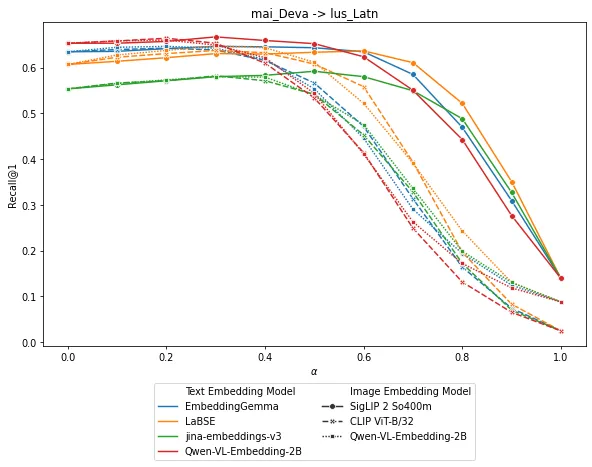 mai_Deva -> lus_Latn
Recall@1
0.6
0.5
0.4
0.3
0.2
0.1
0.0
0.0 0.2 0.4 0.6 0.8 1.0
α
Text Embedding Model
EmbeddingGemma
LaBSE
jina-embeddings-v3
Qwen-VL-Embedding-2B
Image Embedding Model
SigLIP 2 So400m
CLIP ViT-B/32
Qwen-VL-Embedding-2B